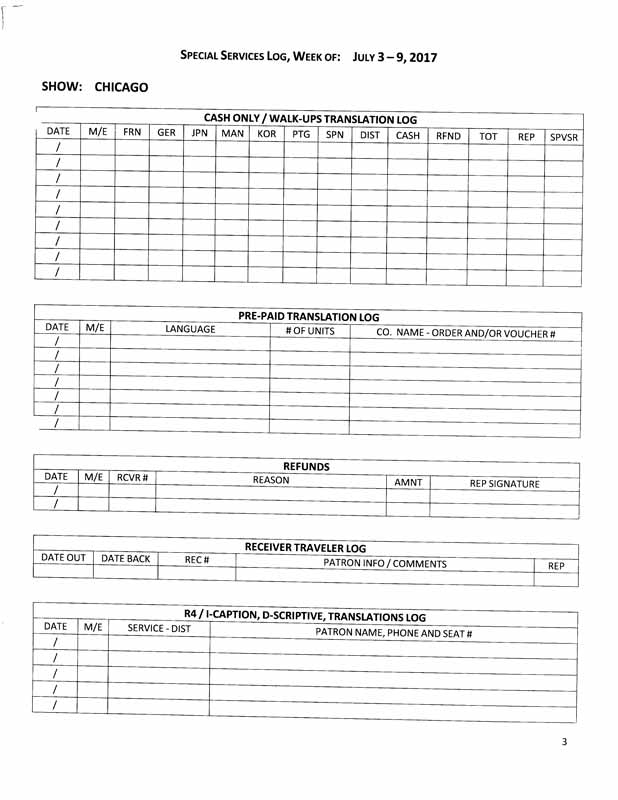 SPECIAL SERVICES LOG, WEEK OF: JULY 3 – 9, 2017
SHOW: CHICAGO
CASH ONLY / WALK-UPS TRANSLATION LOG
DATE M/E FRN GER JPN MAN KOR PTG SPN DIST CASH RFND TOT REP SPVSR
/
/
/
/
/
/
/
/
/
PRE-PAID TRANSLATION LOG
DATE M/E LANGUAGE # OF UNITS CO. NAME - ORDER AND/OR VOUCHER #
/
/
/
/
/
/
/
REFUNDS
DATE M/E RCVR # REASON AMNT REP SIGNATURE
/
/
RECEIVER TRAVELER LOG
DATE OUT DATE BACK REC # PATRON INFO / COMMENTS REP
R4 / I-CAPTION, D-SCRIPTIVE, TRANSLATIONS LOG
DATE M/E SERVICE - DIST PATRON NAME, PHONE AND SEAT #
/
/
/
/
/
3